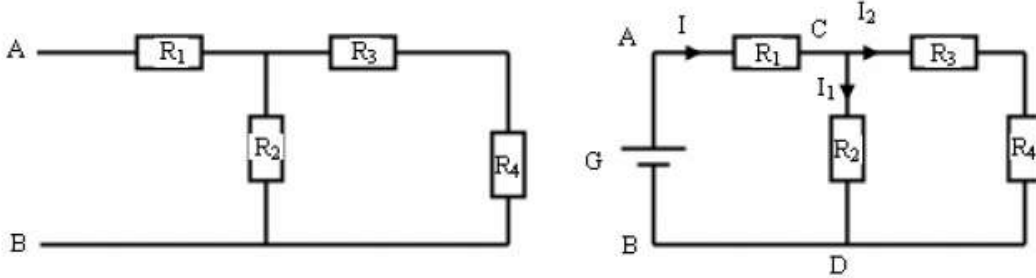 A R₁ R₃
R₂ R₄
B
A I R₁ C I₂ R₃
I₁
G R₂ R₄
B D